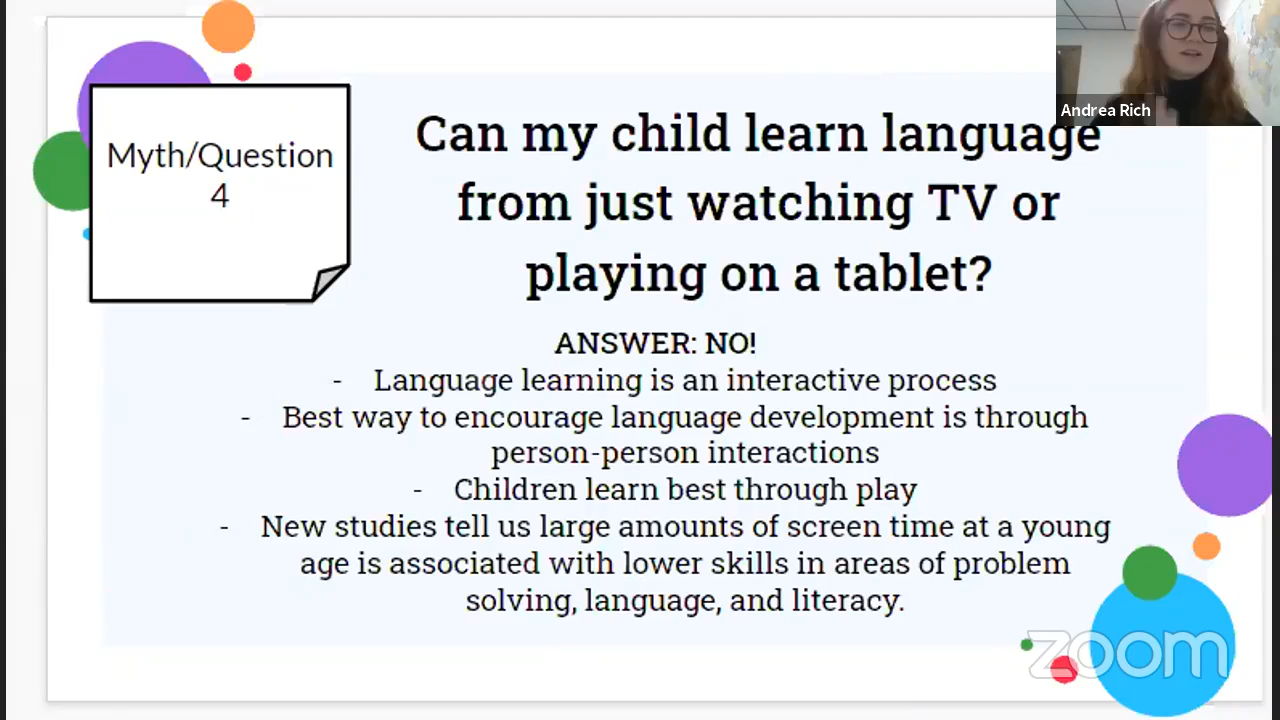 Andrea Rich
Myth/Question
4
Can my child learn language
from just watching TV or
playing on a tablet?
ANSWER: NO!
- Language learning is an interactive process
- Best way to encourage language development is through
person-person interactions
- Children learn best through play
- New studies tell us large amounts of screen time at a young
age is associated with lower skills in areas of problem
solving, language, and literacy.
zoom